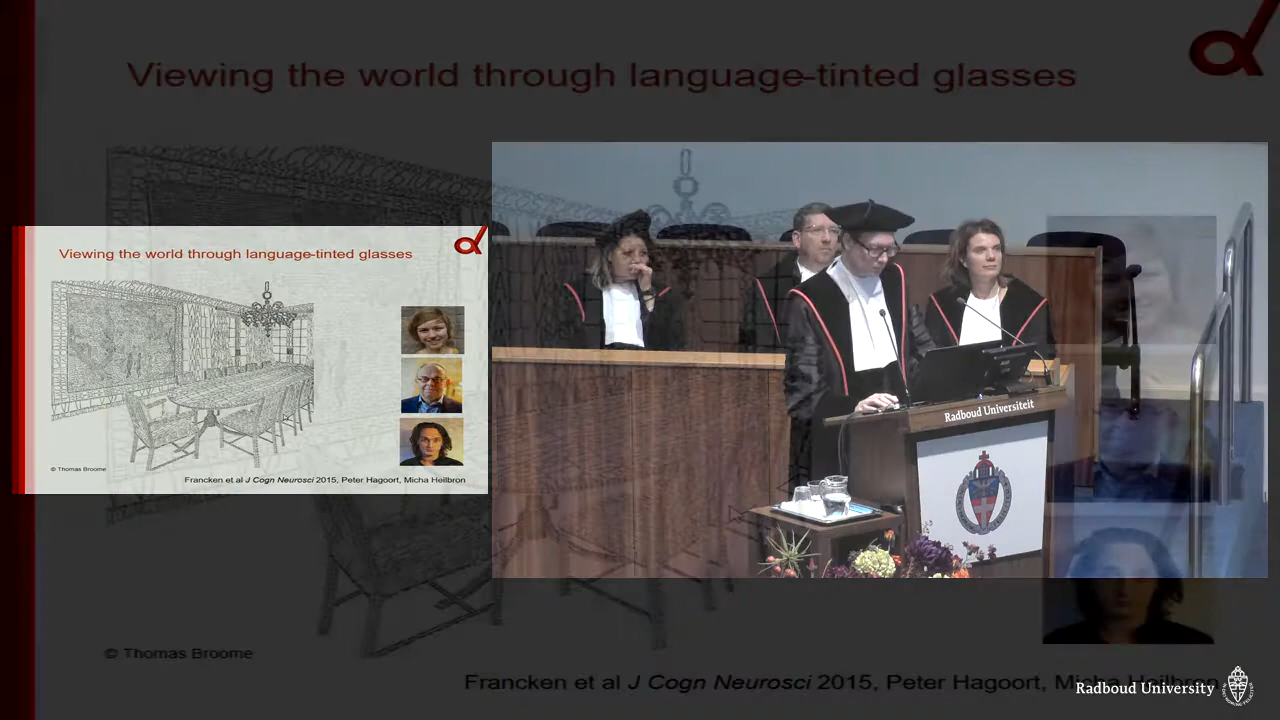 Viewing the world through language-tinted glasses
Viewing the world through language-tinted glasses
© Thomas Broome
Francken et al J Cogn Neurosci 2015, Peter Hagoort, Micha Heilbron
Radboud Universiteit
© Thomas Broome
Francken et al J Cogn Neurosci 2015, Peter Hagoort, Micha Heilbron
Radboud University